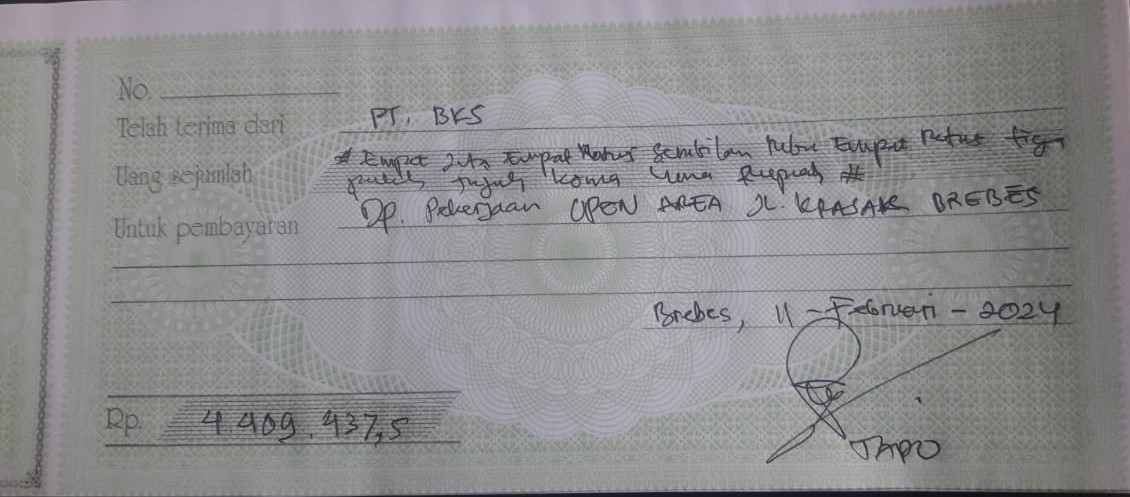 No.
Telah terima dari PT. BKS
Uang sejumlah # Empat Juta Empat Ratus Sembilan Ribu Empat Ratus tiga
puluh tujuh koma lima Rupiah #
Untuk pembayaran Dp. Pekerjaan OPEN AREA JL. KRASAK BREBES
Brebes, 11 - Februari - 2024
Rp. 4 409.437,5
TAPO